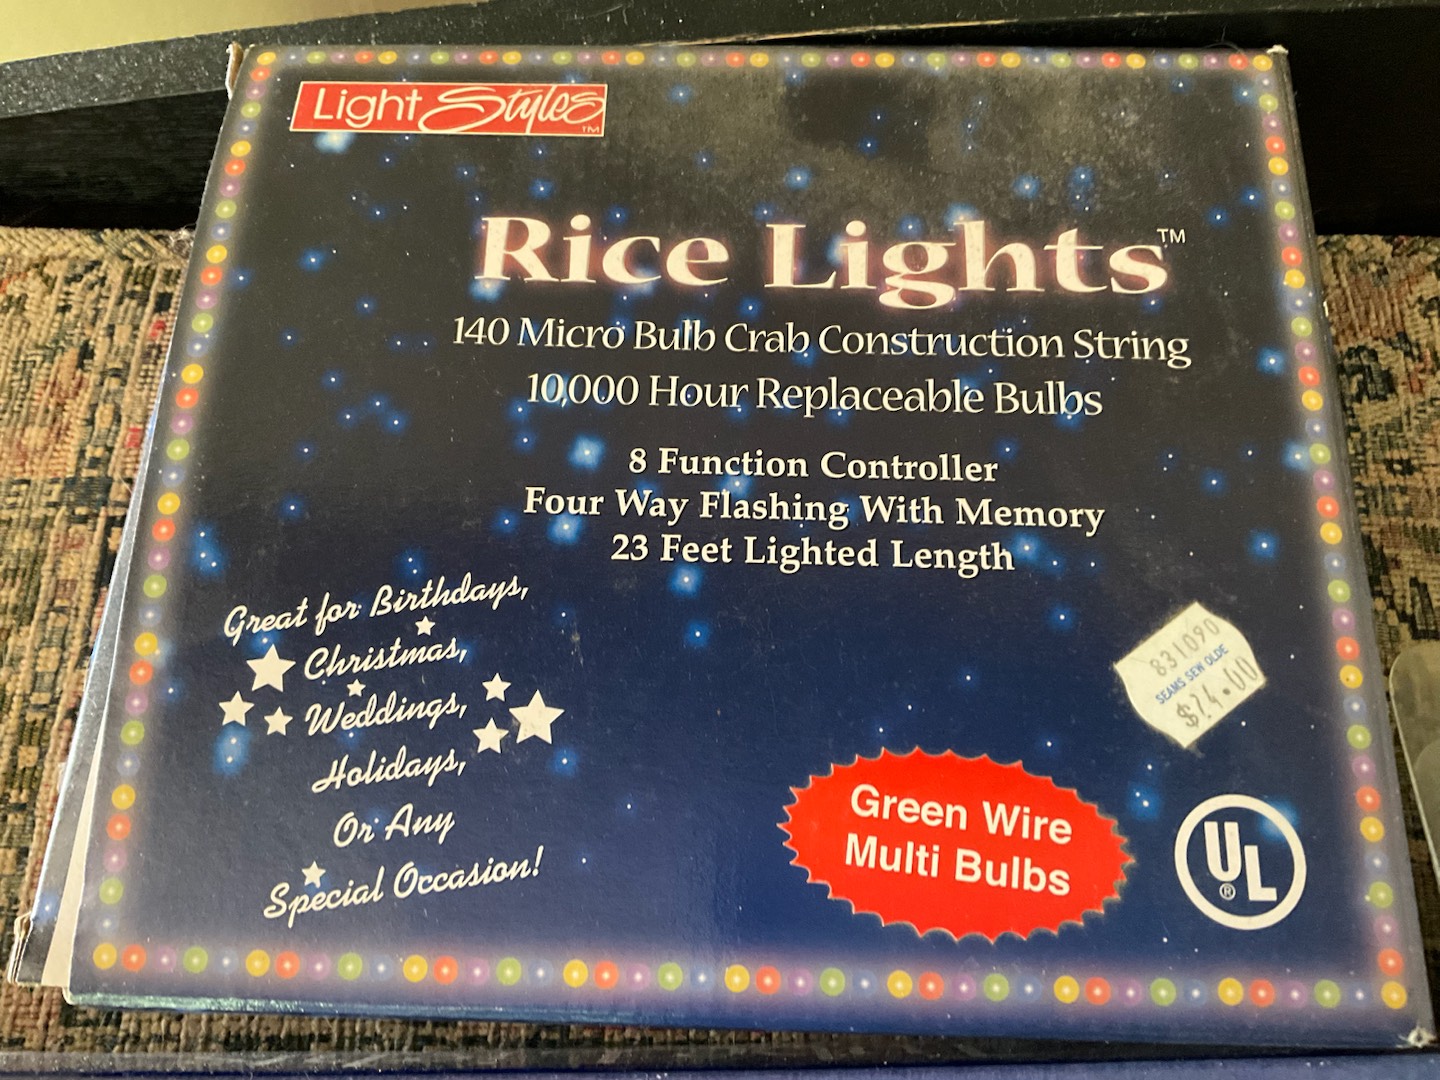 Light Styles™
Rice Lights™
140 Micro Bulb Crab Construction String
10,000 Hour Replaceable Bulbs
8 Function Controller
Four Way Flashing With Memory
23 Feet Lighted Length
Great for Birthdays,
Christmas,
Weddings,
Holidays,
Or Any
Special Occasion!
831090
SEAMS SEW OLDE
$24.00
Green Wire
Multi Bulbs
UL®